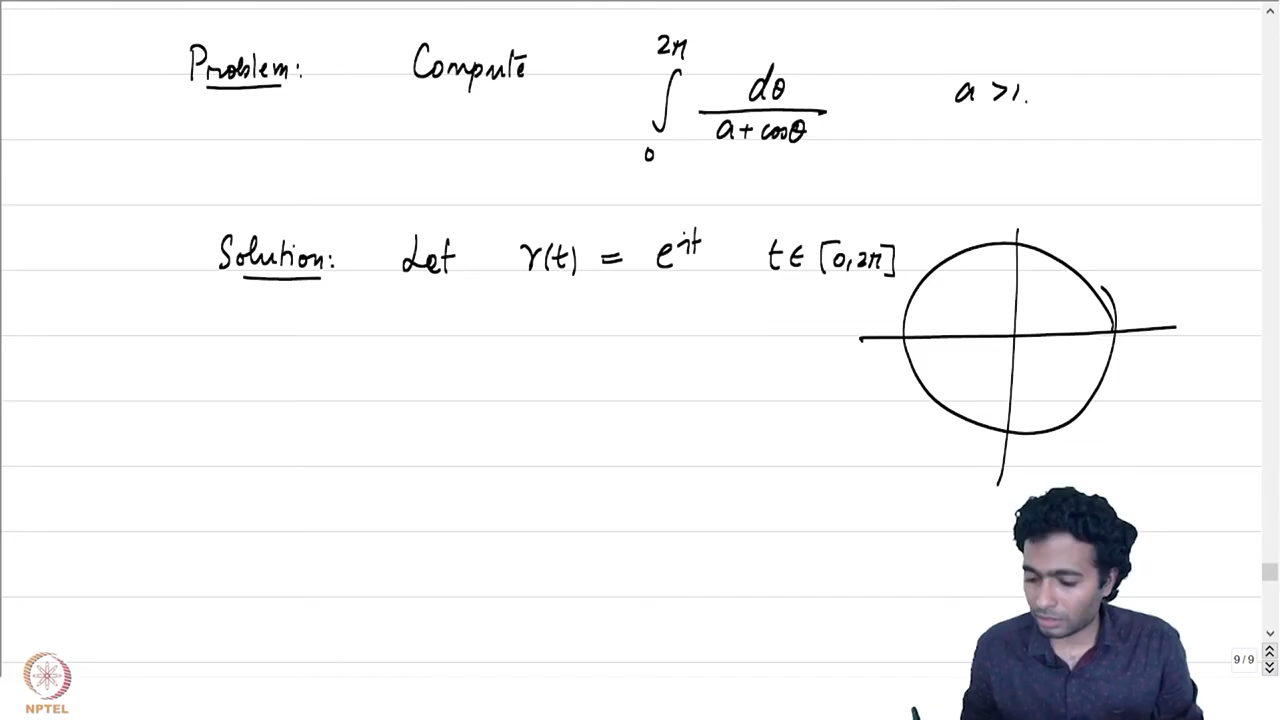 Problem: Compute ∫₀^{2π} dθ / (a + cosθ) a > 1.
Solution: Let γ(t) = e^{it} t ∈ [0, 2π]
9 / 9
NPTEL